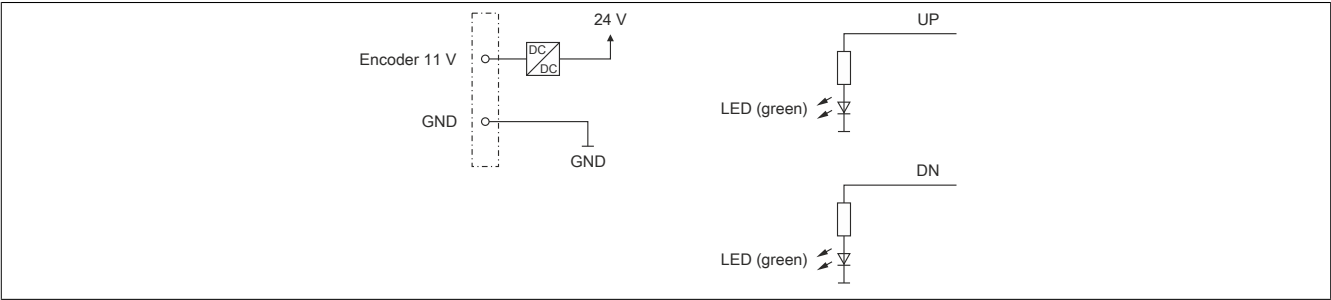 24 V
UP
Encoder 11 V
DC
DC
LED (green)
GND
GND
DN
LED (green)